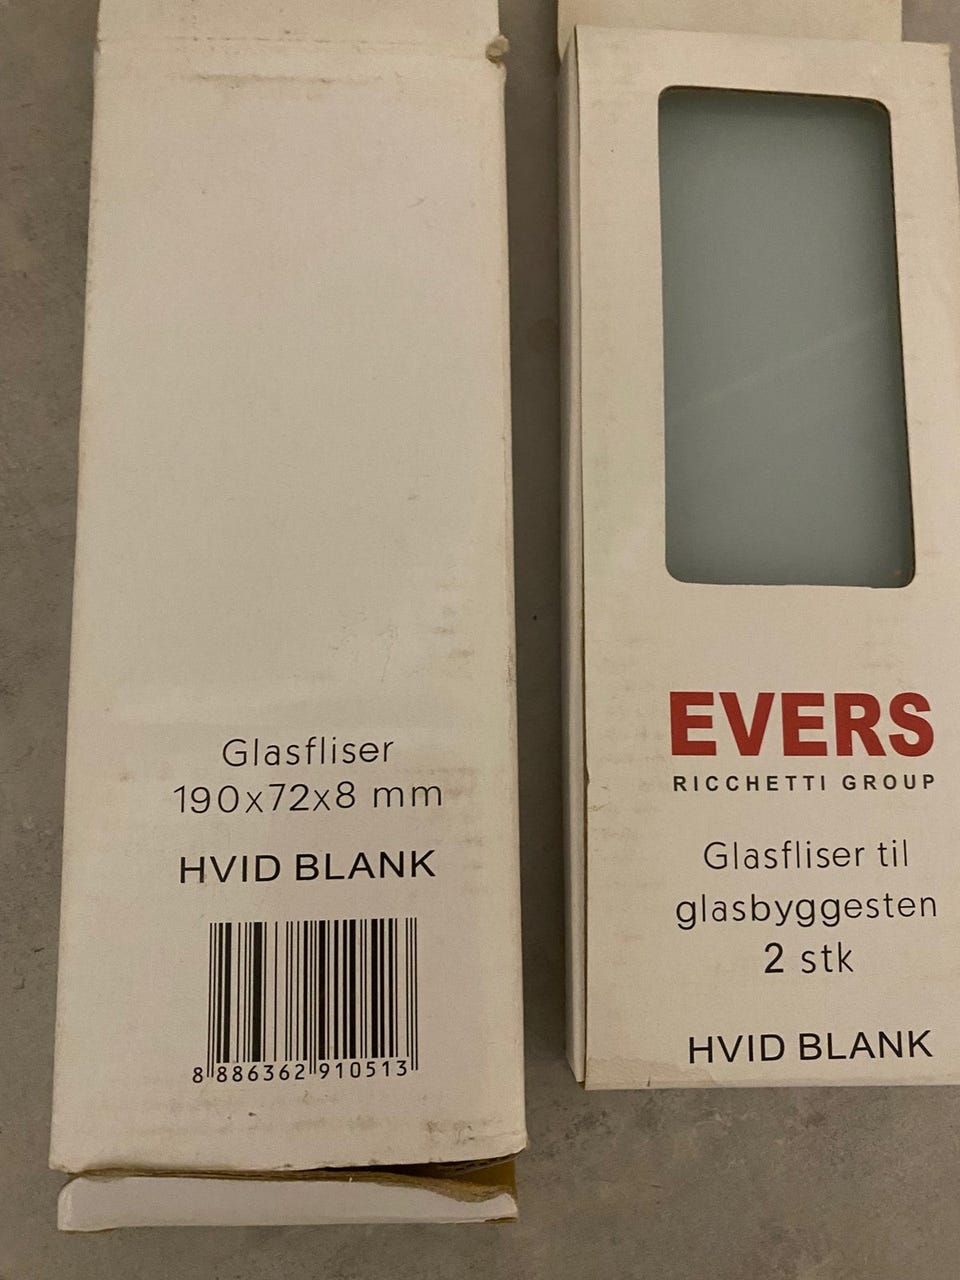 Glasfliser
190x72x8 mm
HVID BLANK
8 886362 910513
EVERS
RICCHETTI GROUP
Glasfliser til
glasbyggesten
2 stk
HVID BLANK